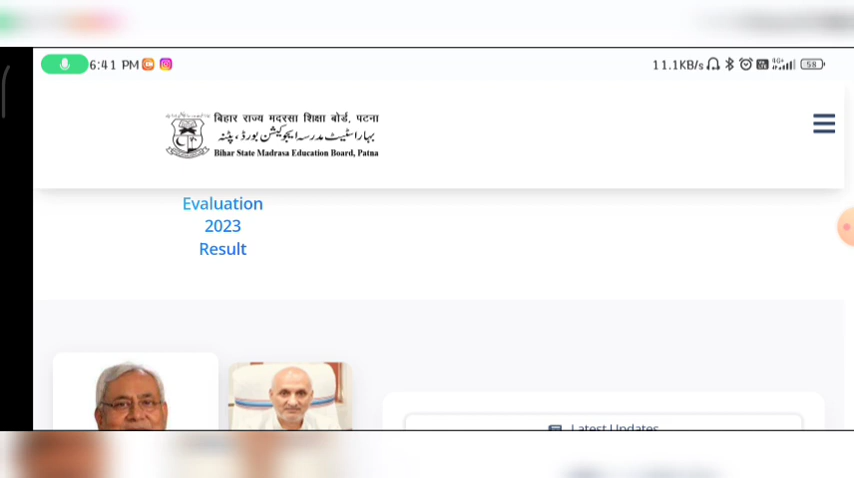 6:41 PM
11.1KB/s
4G+
58
बिहार राज्य मदरसा शिक्षा बोर्ड, पटना
بہار اسٹیٹ مدرسہ ایجوکیشن بورڈ، پٹنہ
Bihar State Madrasa Education Board, Patna
Evaluation
2023
Result
Latest Updates